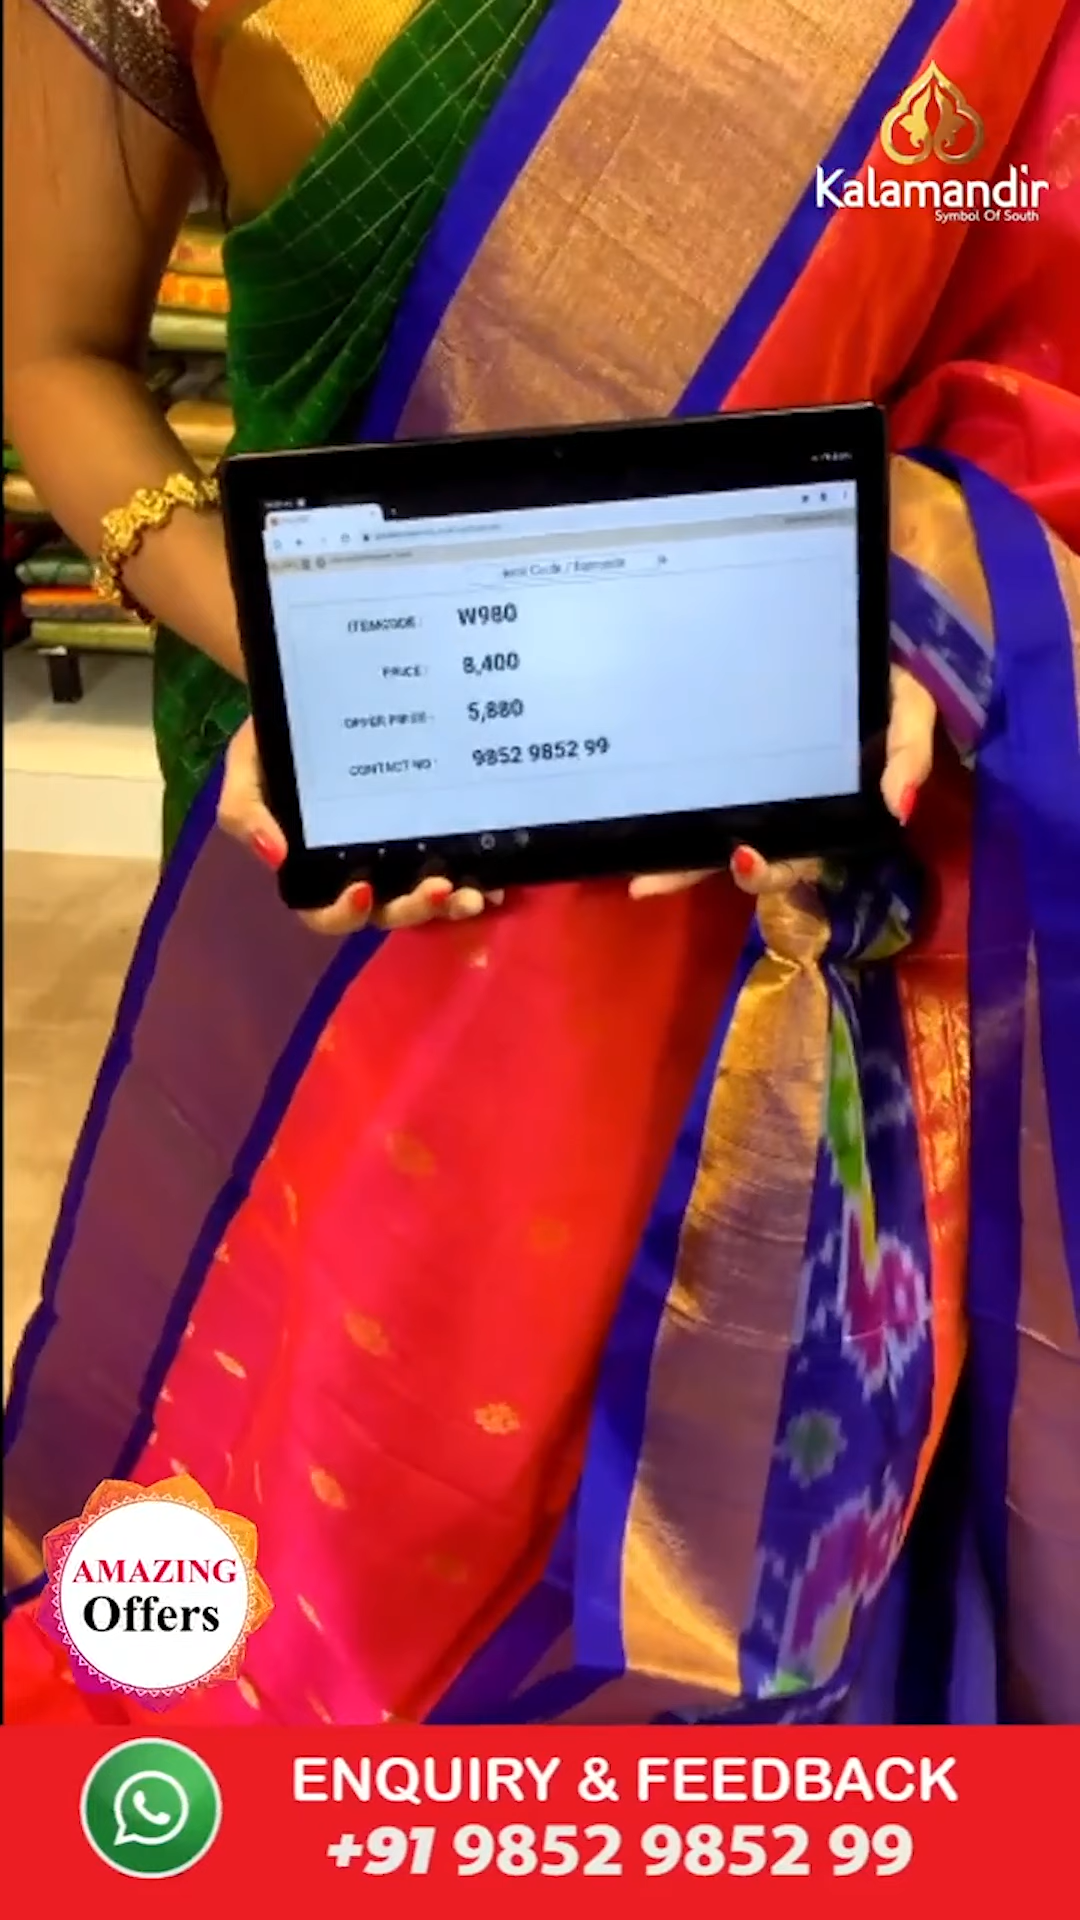 Kalamandir
Symbol Of South
ITEMCODE : W980
PRICE : 8,400
OFFER PRICE : 5,880
CONTACT NO : 9852 9852 99
AMAZING
Offers
ENQUIRY & FEEDBACK
+91 9852 9852 99